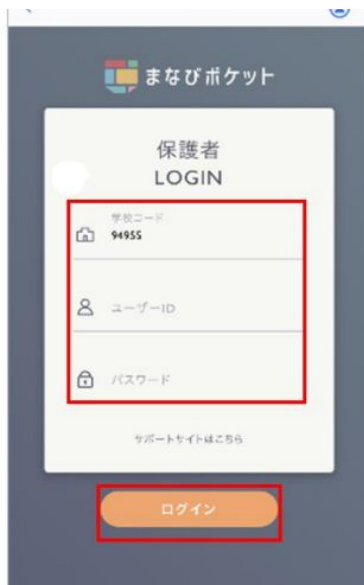 まなびポケット
保護者
LOGIN
学校コード
94955
ユーザーID
パスワード
サポートサイトはこちら
ログイン